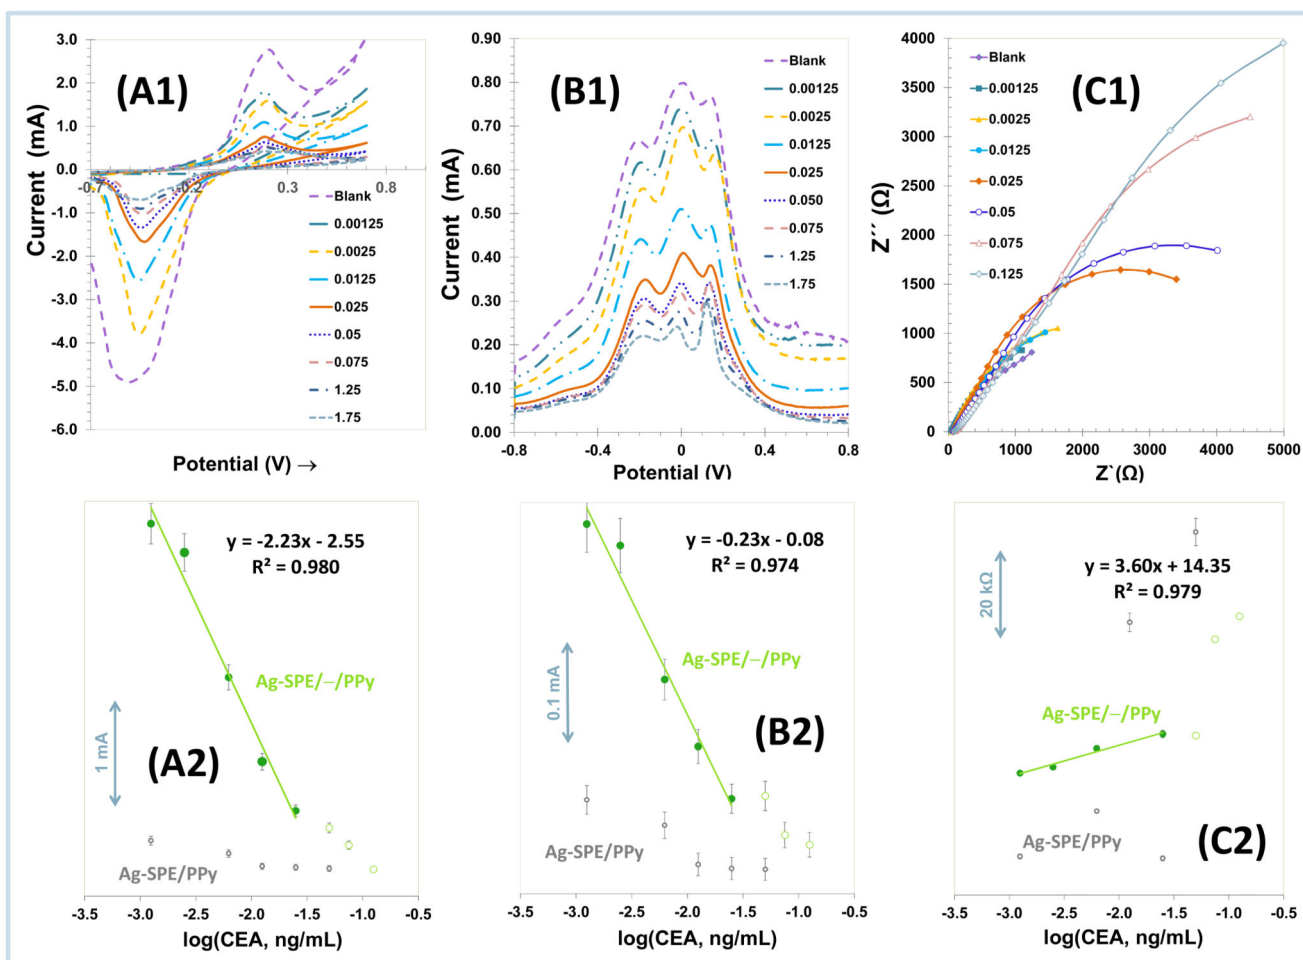 (A1)
Current (mA)
3.0
2.0
1.0
0.0
-1.0
-2.0
-3.0
-4.0
-5.0
-6.0
-0.7
-0.2
0.3
0.8
Potential (V) →
Blank
0.00125
0.0025
0.0125
0.025
0.05
0.075
1.25
1.75
(B1)
Current (mA)
0.90
0.80
0.70
0.60
0.50
0.40
0.30
0.20
0.10
0.00
-0.8
-0.4
0
0.4
0.8
Potential (V)
Blank
0.00125
0.0025
0.0125
0.025
0.050
0.075
1.25
1.75
(C1)
Z´´ (Ω)
4000
3500
3000
2500
2000
1500
1000
500
0
0
1000
2000
3000
4000
5000
Z`(Ω)
Blank
0.00125
0.0025
0.0125
0.025
0.05
0.075
0.125
y = -2.23x - 2.55
R² = 0.980
Ag-SPE/–/PPy
1 mA
(A2)
Ag-SPE/PPy
-3.5
-3.0
-2.5
-2.0
-1.5
-1.0
-0.5
log(CEA, ng/mL)
y = -0.23x - 0.08
R² = 0.974
Ag-SPE/–/PPy
0.1 mA
(B2)
Ag-SPE/PPy
-3.5
-3.0
-2.5
-2.0
-1.5
-1.0
-0.5
log(CEA, ng/mL)
20 kΩ
y = 3.60x + 14.35
R² = 0.979
Ag-SPE/–/PPy
Ag-SPE/PPy
(C2)
-3.5
-3.0
-2.5
-2.0
-1.5
-1.0
-0.5
log(CEA, ng/mL)